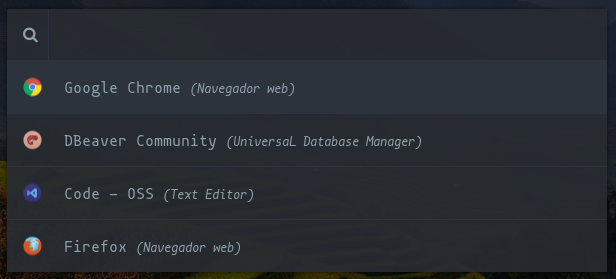 Google Chrome (Navegador web)
DBeaver Community (UniversaL Database Manager)
Code – OSS (Text Editor)
Firefox (Navegador web)